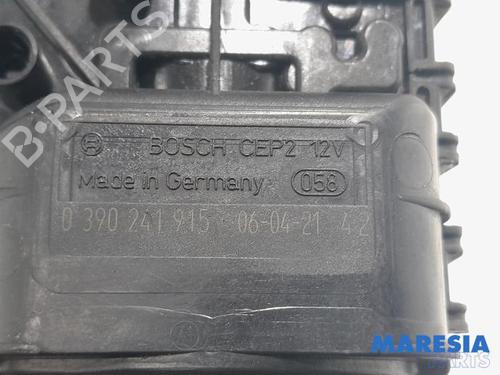 BOSCH CEP2 12V
Made in Germany 058
0 390 241 915 06-04-21 42
B-PARTS
MARESIA
PARTS